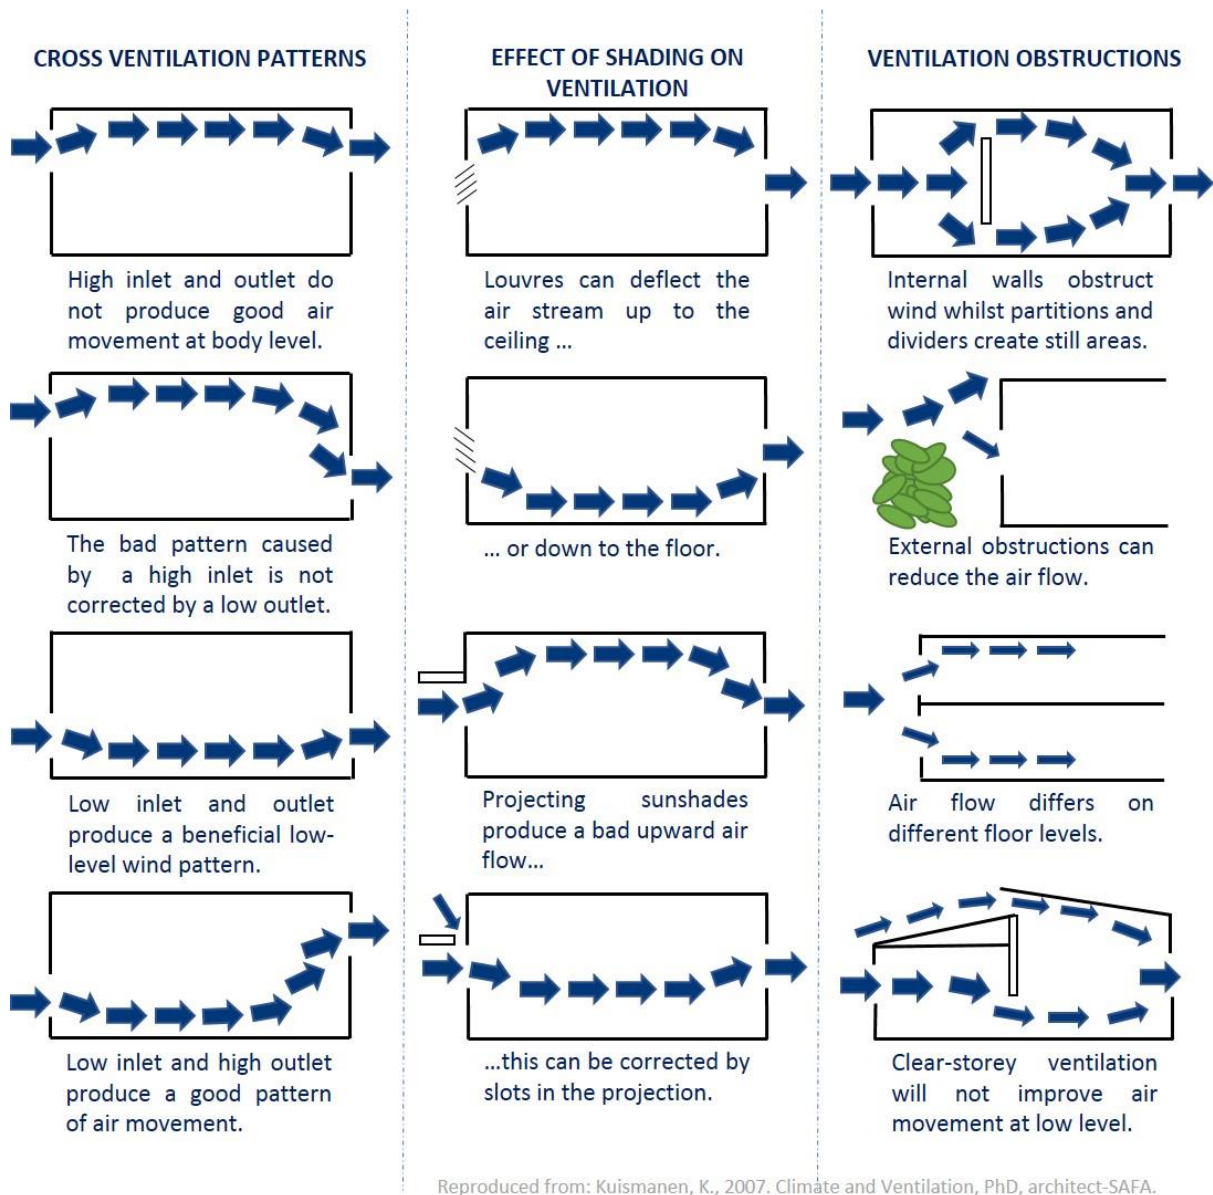 CROSS VENTILATION PATTERNS
High inlet and outlet do
not produce good air
movement at body level.
The bad pattern caused
by a high inlet is not
corrected by a low outlet.
Low inlet and outlet
produce a beneficial low-
level wind pattern.
Low inlet and high outlet
produce a good pattern
of air movement.
EFFECT OF SHADING ON
VENTILATION
Louvres can deflect the
air stream up to the
ceiling ...
... or down to the floor.
Projecting sunshades
produce a bad upward air
flow...
...this can be corrected by
slots in the projection.
VENTILATION OBSTRUCTIONS
Internal walls obstruct
wind whilst partitions and
dividers create still areas.
External obstructions can
reduce the air flow.
Air flow differs on
different floor levels.
Clear-storey ventilation
will not improve air
movement at low level.
Reproduced from: Kuismanen, K., 2007. Climate and Ventilation, PhD, architect-SAFA.